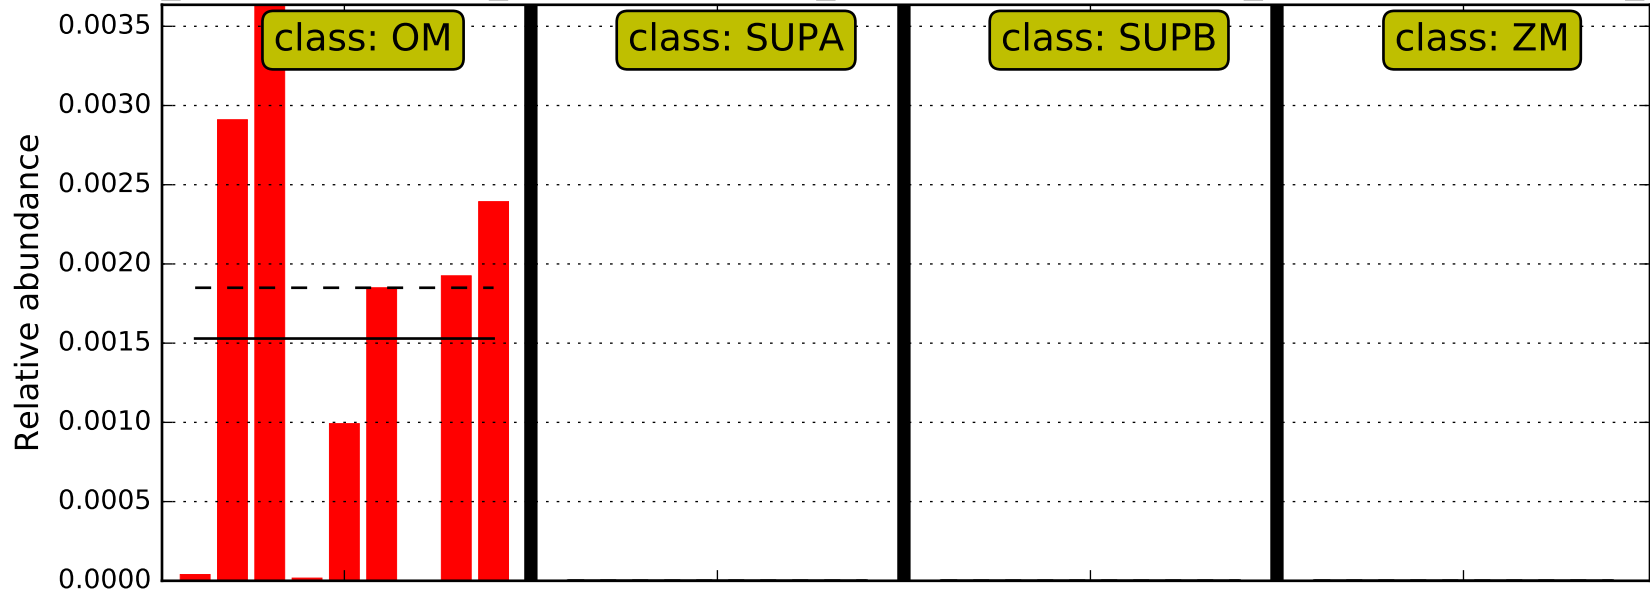 class: OM
class: SUPA
class: SUPB
class: ZM
Relative abundance
0.0035
0.0030
0.0025
0.0020
0.0015
0.0010
0.0005
0.0000